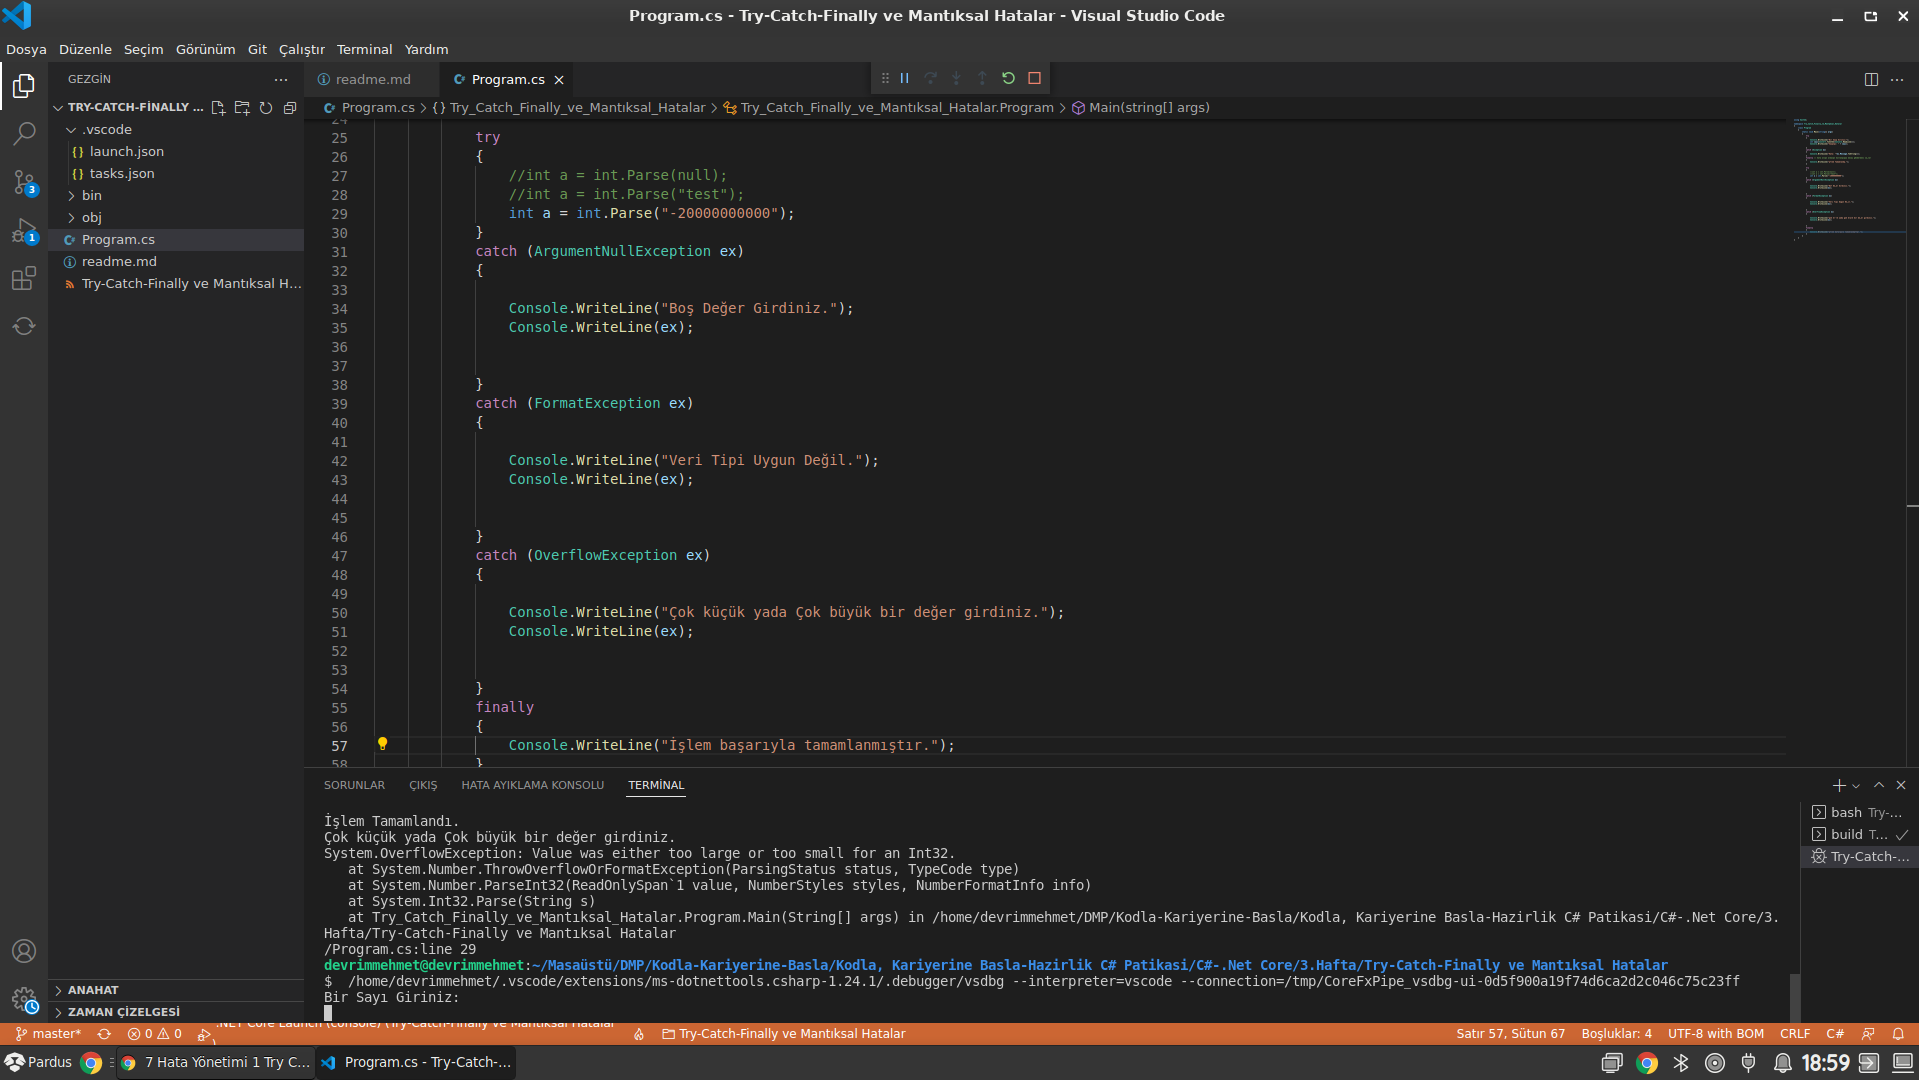 Program.cs - Try-Catch-Finally ve Mantıksal Hatalar - Visual Studio Code
Dosya Düzenle Seçim Görünüm Git Çalıştır Terminal Yardım
GEZGİN
TRY-CATCH-FİNALLY ...
.vscode
launch.json
tasks.json
bin
obj
Program.cs
readme.md
Try-Catch-Finally ve Mantıksal H...
3
1
ANAHAT
ZAMAN ÇİZELGESİ
readme.md Program.cs
Program.cs > {} Try_Catch_Finally_ve_Mantıksal_Hatalar > Try_Catch_Finally_ve_Mantıksal_Hatalar.Program > Main(string[] args)
24
25 try
26 {
27 //int a = int.Parse(null);
28 //int a = int.Parse("test");
29 int a = int.Parse("-20000000000");
30 }
31 catch (ArgumentNullException ex)
32 {
33
34 Console.WriteLine("Boş Değer Girdiniz.");
35 Console.WriteLine(ex);
36
37
38 }
39 catch (FormatException ex)
40 {
41
42 Console.WriteLine("Veri Tipi Uygun Değil.");
43 Console.WriteLine(ex);
44
45
46 }
47 catch (OverflowException ex)
48 {
49
50 Console.WriteLine("Çok küçük yada Çok büyük bir değer girdiniz.");
51 Console.WriteLine(ex);
52
53
54 }
55 finally
56 {
57 Console.WriteLine("İşlem başarıyla tamamlanmıştır.");
58 }
SORUNLAR ÇIKIŞ HATA AYIKLAMA KONSOLU TERMİNAL
İşlem Tamamlandı.
Çok küçük yada Çok büyük bir değer girdiniz.
System.OverflowException: Value was either too large or too small for an Int32.
at System.Number.ThrowOverflowOrFormatException(ParsingStatus status, TypeCode type)
at System.Number.ParseInt32(ReadOnlySpan`1 value, NumberStyles styles, NumberFormatInfo info)
at System.Int32.Parse(String s)
at Try_Catch_Finally_ve_Mantıksal_Hatalar.Program.Main(String[] args) in /home/devrimmehmet/DMP/Kodla-Kariyerine-Basla/Kodla, Kariyerine Basla-Hazirlik C# Patikasi/C#-.Net Core/3.
Hafta/Try-Catch-Finally ve Mantıksal Hatalar
/Program.cs:line 29
devrimmehmet@devrimmehmet:~/Masaüstü/DMP/Kodla-Kariyerine-Basla/Kodla, Kariyerine Basla-Hazirlik C# Patikasi/C#-.Net Core/3.Hafta/Try-Catch-Finally ve Mantıksal Hatalar
$ /home/devrimmehmet/.vscode/extensions/ms-dotnettools.csharp-1.24.1/.debugger/vsdbg --interpreter=vscode --connection=/tmp/CoreFxPipe_vsdbg-ui-0d5f900a19f74d6ca2d2c046c75c23ff
Bir Sayı Giriniz:
bash Try-...
build T...
Try-Catch-...
master* 0 0 .NET Core Launch (console) (Try-Catch-Finally ve Mantıksal Hatalar) Try-Catch-Finally ve Mantıksal Hatalar Satır 57, Sütun 67 Boşluklar: 4 UTF-8 with BOM CRLF C#
Pardus 7 Hata Yönetimi 1 Try C... Program.cs - Try-Catch-... 18:59